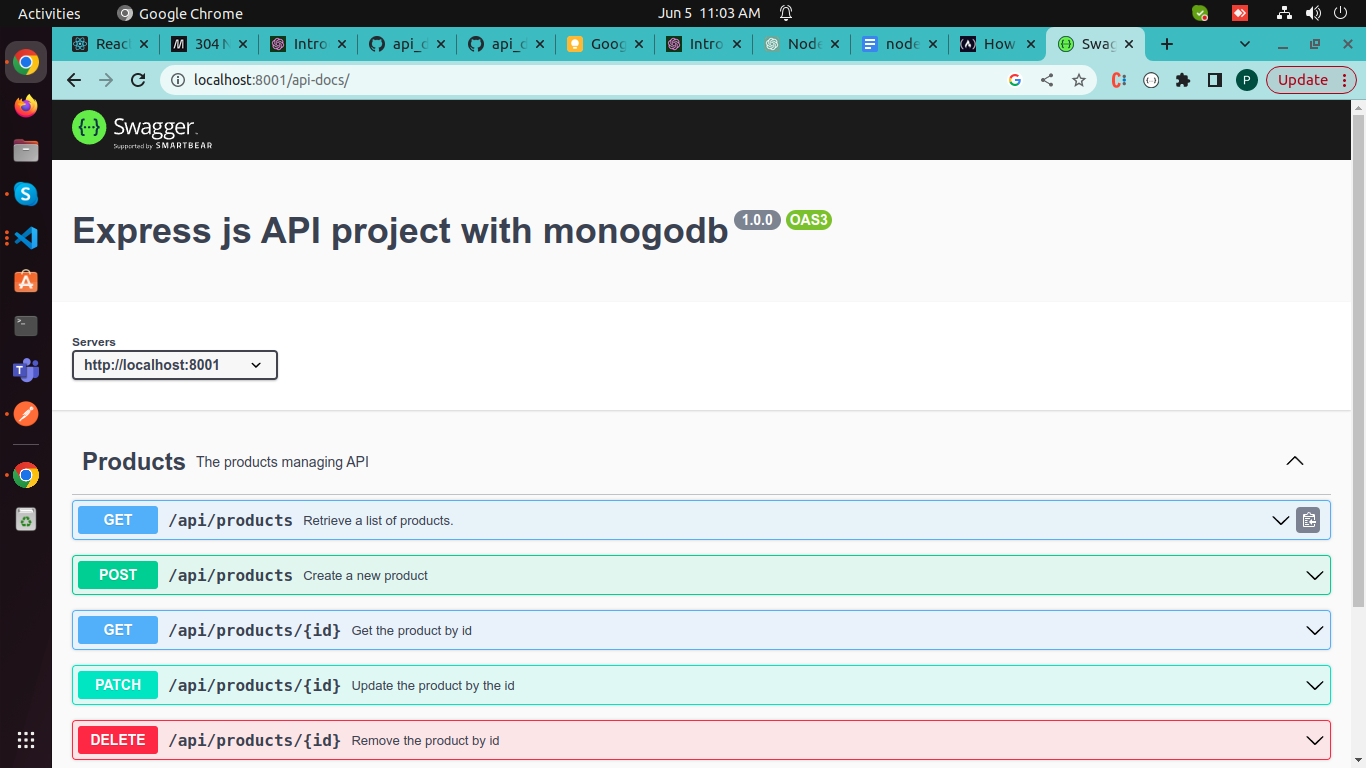 Activities Google Chrome Jun 5 11:03 AM
Reac 304 N Intro api_d api_d Goog Intro Node node How Swag
localhost:8001/api-docs/ P Update
Swagger.
Supported by SMARTBEAR
Express js API project with monogodb 1.0.0 OAS3
Servers
http://localhost:8001
Products The products managing API
GET /api/products Retrieve a list of products.
POST /api/products Create a new product
GET /api/products/{id} Get the product by id
PATCH /api/products/{id} Update the product by the id
DELETE /api/products/{id} Remove the product by id